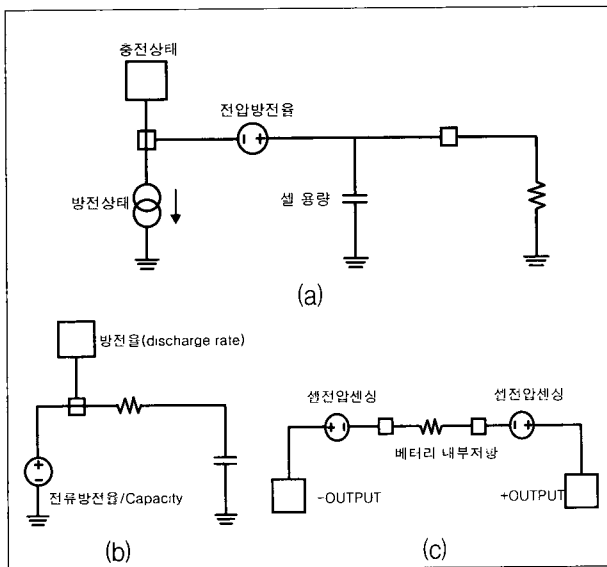 충전상태
전압방전율
방전상태
셀 용량
(a)
방전율(discharge rate)
전류방전율/Capacity
(b)
셀전압센싱
셀전압센싱
배터리 내부저항
-OUTPUT
+OUTPUT
(c)